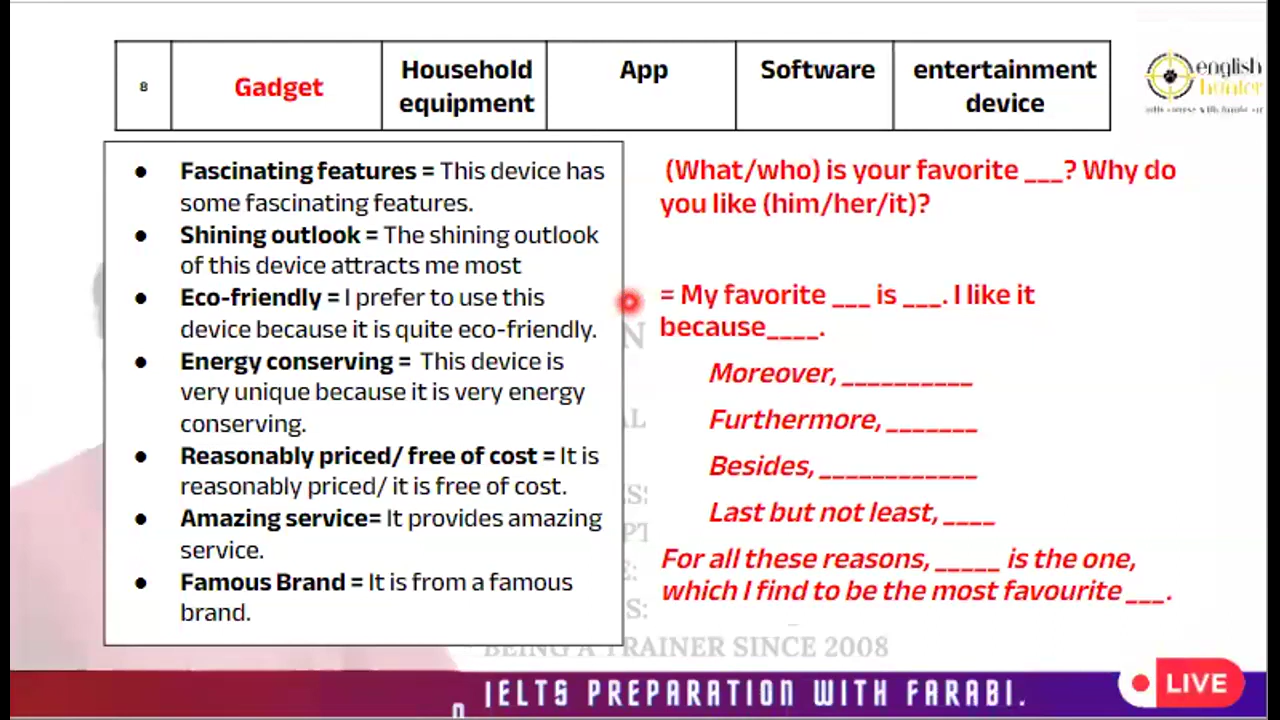 8 Gadget Household equipment App Software entertainment device
english hunter
Fascinating features = This device has
some fascinating features.
Shining outlook = The shining outlook
of this device attracts me most
Eco-friendly = I prefer to use this
device because it is quite eco-friendly.
Energy conserving = This device is
very unique because it is very energy
conserving.
Reasonably priced/ free of cost = It is
reasonably priced/ it is free of cost.
Amazing service= It provides amazing
service.
Famous Brand = It is from a famous
brand.
(What/who) is your favorite ___? Why do
you like (him/her/it)?
= My favorite ___ is ___. I like it
because____.
Moreover, __________
Furthermore, _______
Besides, ____________
Last but not least, ____
For all these reasons, _____ is the one,
which I find to be the most favourite ___.
BEING A TRAINER SINCE 2008
IELTS PREPARATION WITH FARABI.
LIVE